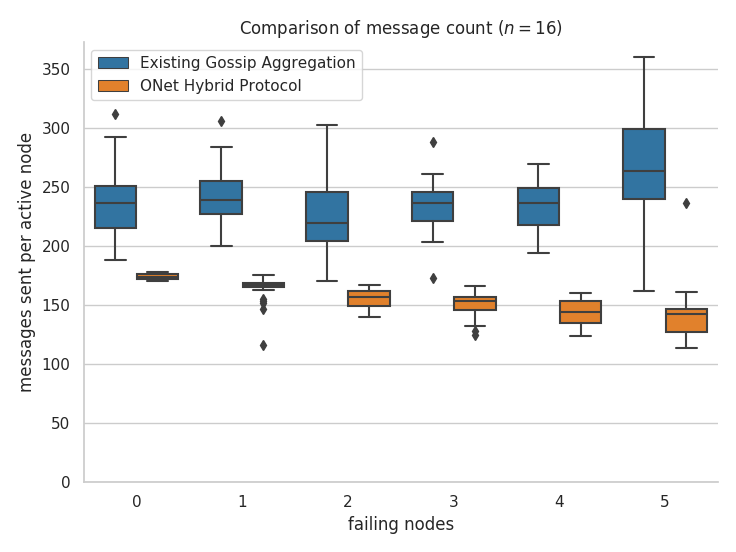 Comparison of message count (n = 16)
Existing Gossip Aggregation
ONet Hybrid Protocol
messages sent per active node
350
300
250
200
150
100
50
0
0 1 2 3 4 5
failing nodes